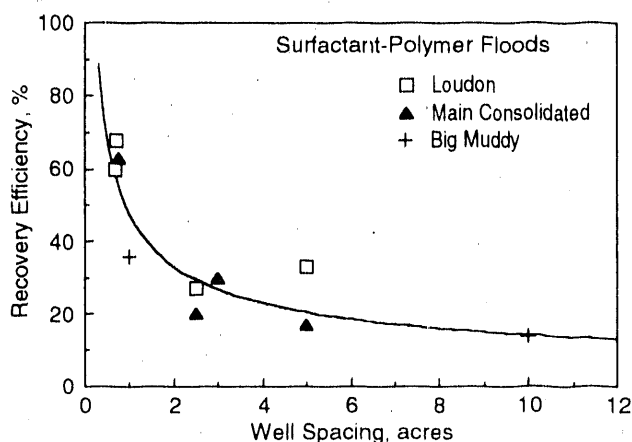 100
80
60
40
20
0
Recovery Efficiency, %
Surfactant-Polymer Floods
Loudon
Main Consolidated
Big Muddy
0 2 4 6 8 10 12
Well Spacing, acres